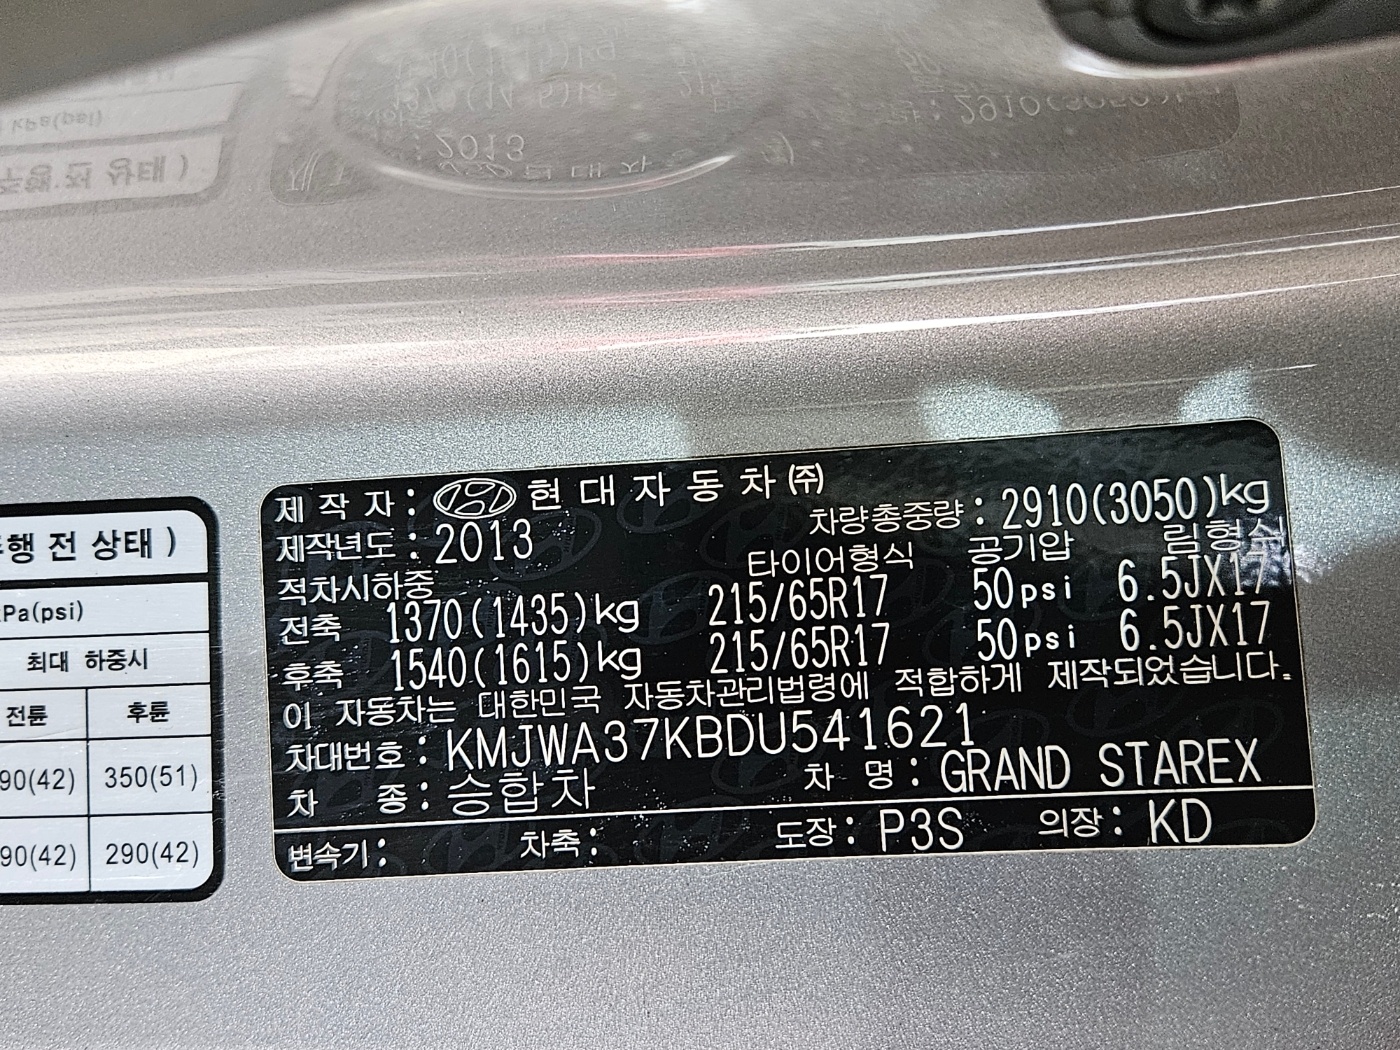 제 작 자 : 현 대 자 동 차 ㈜
제작년도 : 2013 차량총중량 : 2910(3050)kg
적차시하중 타이어형식 공기압 림형식
전축 1370(1435)kg 215/65R17 50psi 6.5JX17
후축 1540(1615)kg 215/65R17 50psi 6.5JX17
이 자동차는 대한민국 자동차관리법령에 적합하게 제작되었습니다.
차대번호 : KMJWA37KBDU541621
차 종 : 승합차 차 명 : GRAND STAREX
변속기 : 차축 : 도장 : P3S 의장 : KD
전 상태 )
(psi)
최대 하중시
전륜 후륜
90(42) 350(51)
90(42) 290(42)